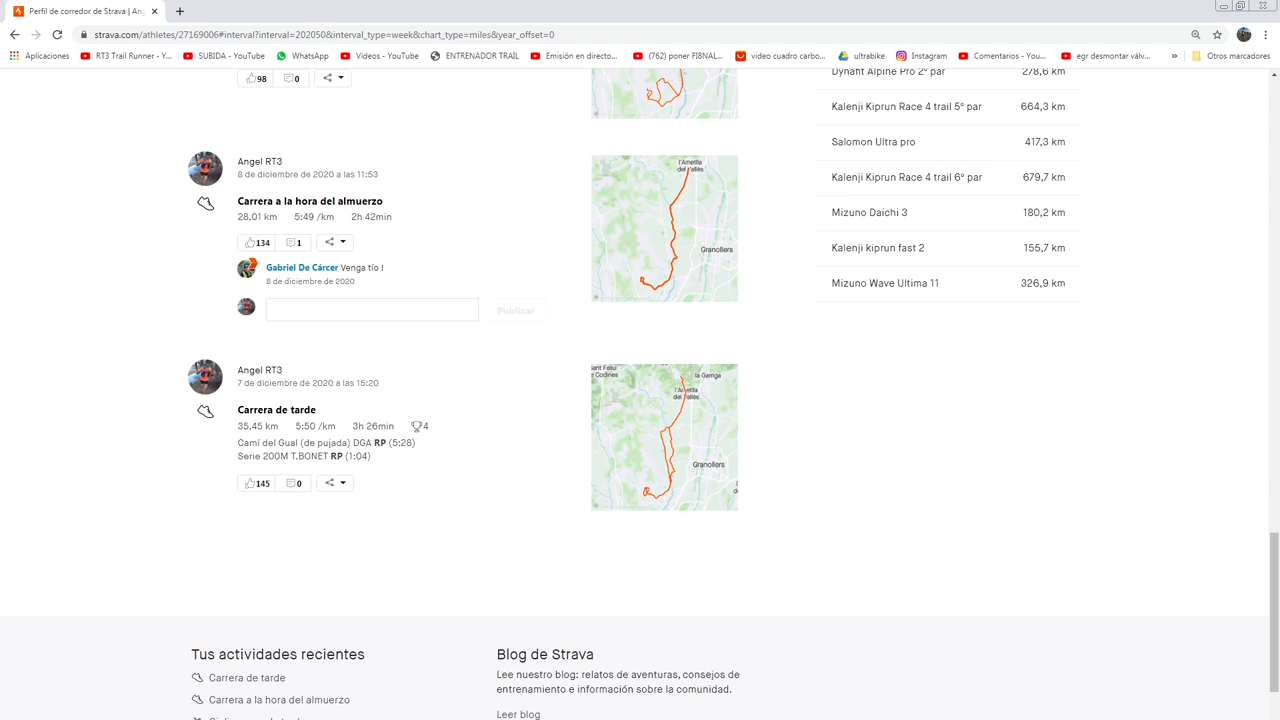 Perfil de corredor de Strava | Ang
strava.com/athletes/27169006#interval?interval=202050&interval_type=week&chart_type=miles&year_offset=0
Aplicaciones
RT3 Trail Runner - Y...
SUBIDA - YouTube
WhatsApp
Vídeos - YouTube
ENTRENADOR TRAIL
Emisión en directo...
(762) poner FI8NAL...
video cuadro carbo...
ultrabike
Instagram
Comentarios - You...
egr desmontar válv...
»
Otros marcadores
98
0
Angel RT3
8 de diciembre de 2020 a las 11:53
Carrera a la hora del almuerzo
28,01 km 5:49 /km 2h 42min
134
1
Gabriel De Cárcer Venga tío !
8 de diciembre de 2020
Publicar
l'Ametlla
del Vallès
Granollers
Angel RT3
7 de diciembre de 2020 a las 15:20
Carrera de tarde
35,45 km 5:50 /km 3h 26min 4
Camí del Gual (de pujada) DGA RP (5:28)
Serie 200M T.BONET RP (1:04)
145
0
Sant Feliu
de Codines
la Garriga
l'Ametlla
del Vallès
Granollers
Dynafit Alpine Pro 2º par 278,6 km
Kalenji Kiprun Race 4 trail 5º par 664,3 km
Salomon Ultra pro 417,3 km
Kalenji Kiprun Race 4 trail 6º par 679,7 km
Mizuno Daichi 3 180,2 km
Kalenji kiprun fast 2 155,7 km
Mizuno Wave Ultima 11 326,9 km
Tus actividades recientes
Carrera de tarde
Carrera a la hora del almuerzo
Blog de Strava
Lee nuestro blog: relatos de aventuras, consejos de
entrenamiento e información sobre la comunidad.
Leer blog